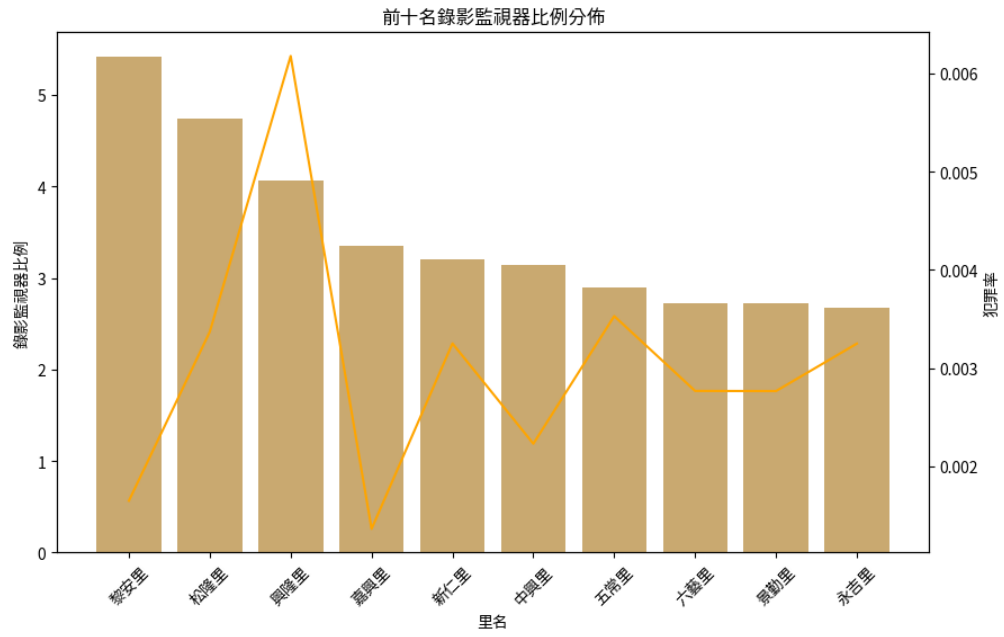 前十名錄影監視器比例分佈
錄影監視器比例
5
4
3
2
1
0
0.006
0.005
0.004
0.003
0.002
犯罪率
黎安里
松隆里
興隆里
嘉興里
新仁里
中興里
五常里
六藝里
景勤里
永吉里
里名